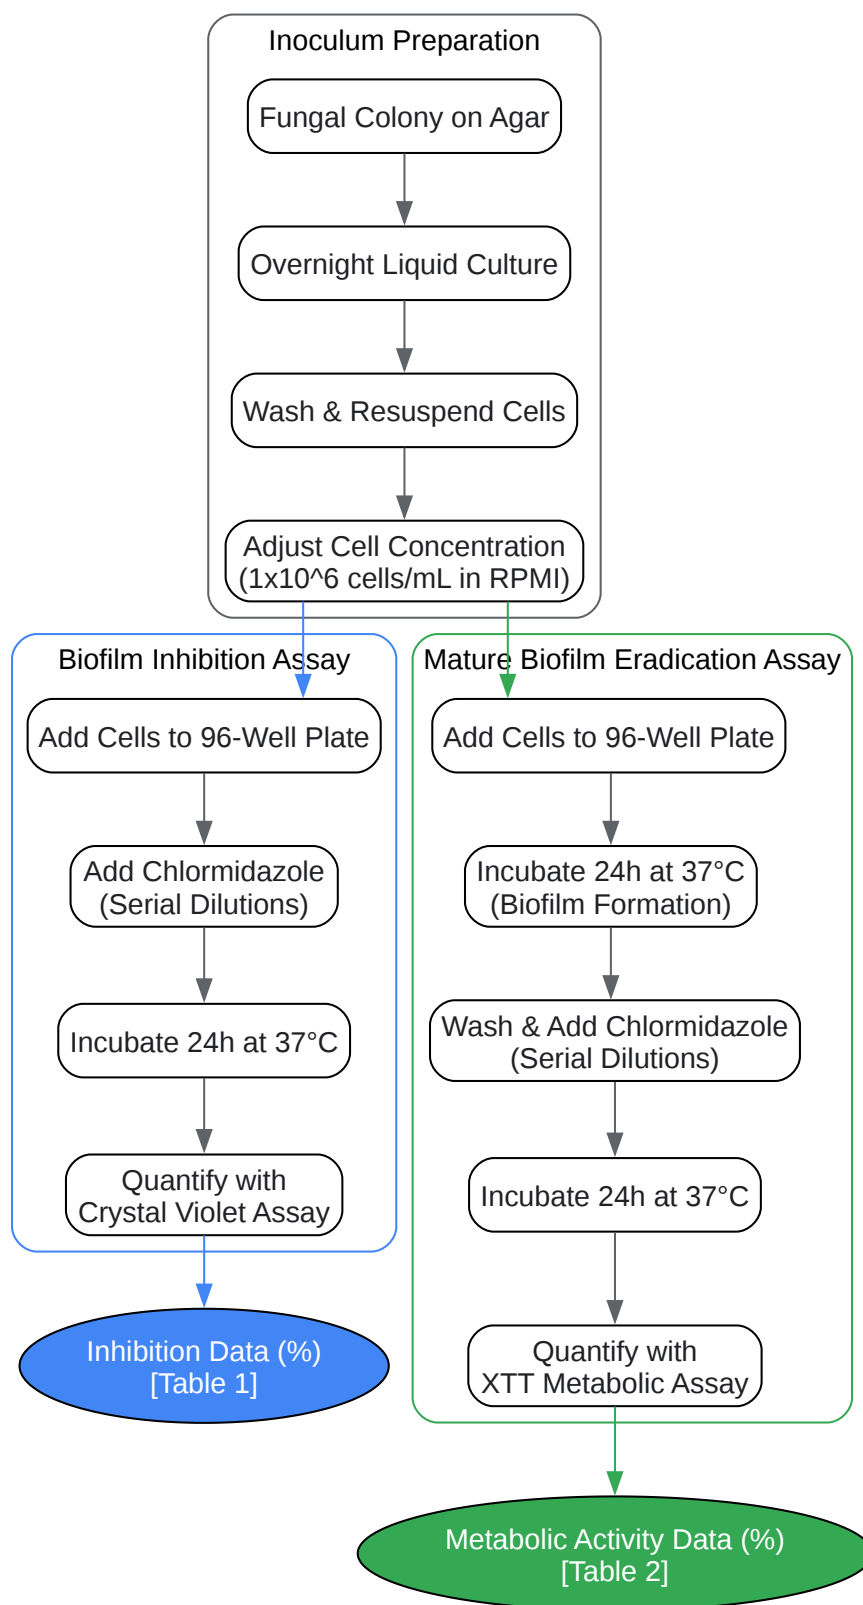 Inoculum Preparation
Fungal Colony on Agar
Overnight Liquid Culture
Wash & Resuspend Cells
Adjust Cell Concentration
(1x10^6 cells/mL in RPMI)
Biofilm Inhibition Assay
Add Cells to 96-Well Plate
Add Chlormidazole
(Serial Dilutions)
Incubate 24h at 37°C
Quantify with
Crystal Violet Assay
Inhibition Data (%)
[Table 1]
Mature Biofilm Eradication Assay
Add Cells to 96-Well Plate
Incubate 24h at 37°C
(Biofilm Formation)
Wash & Add Chlormidazole
(Serial Dilutions)
Incubate 24h at 37°C
Quantify with
XTT Metabolic Assay
Metabolic Activity Data (%)
[Table 2]